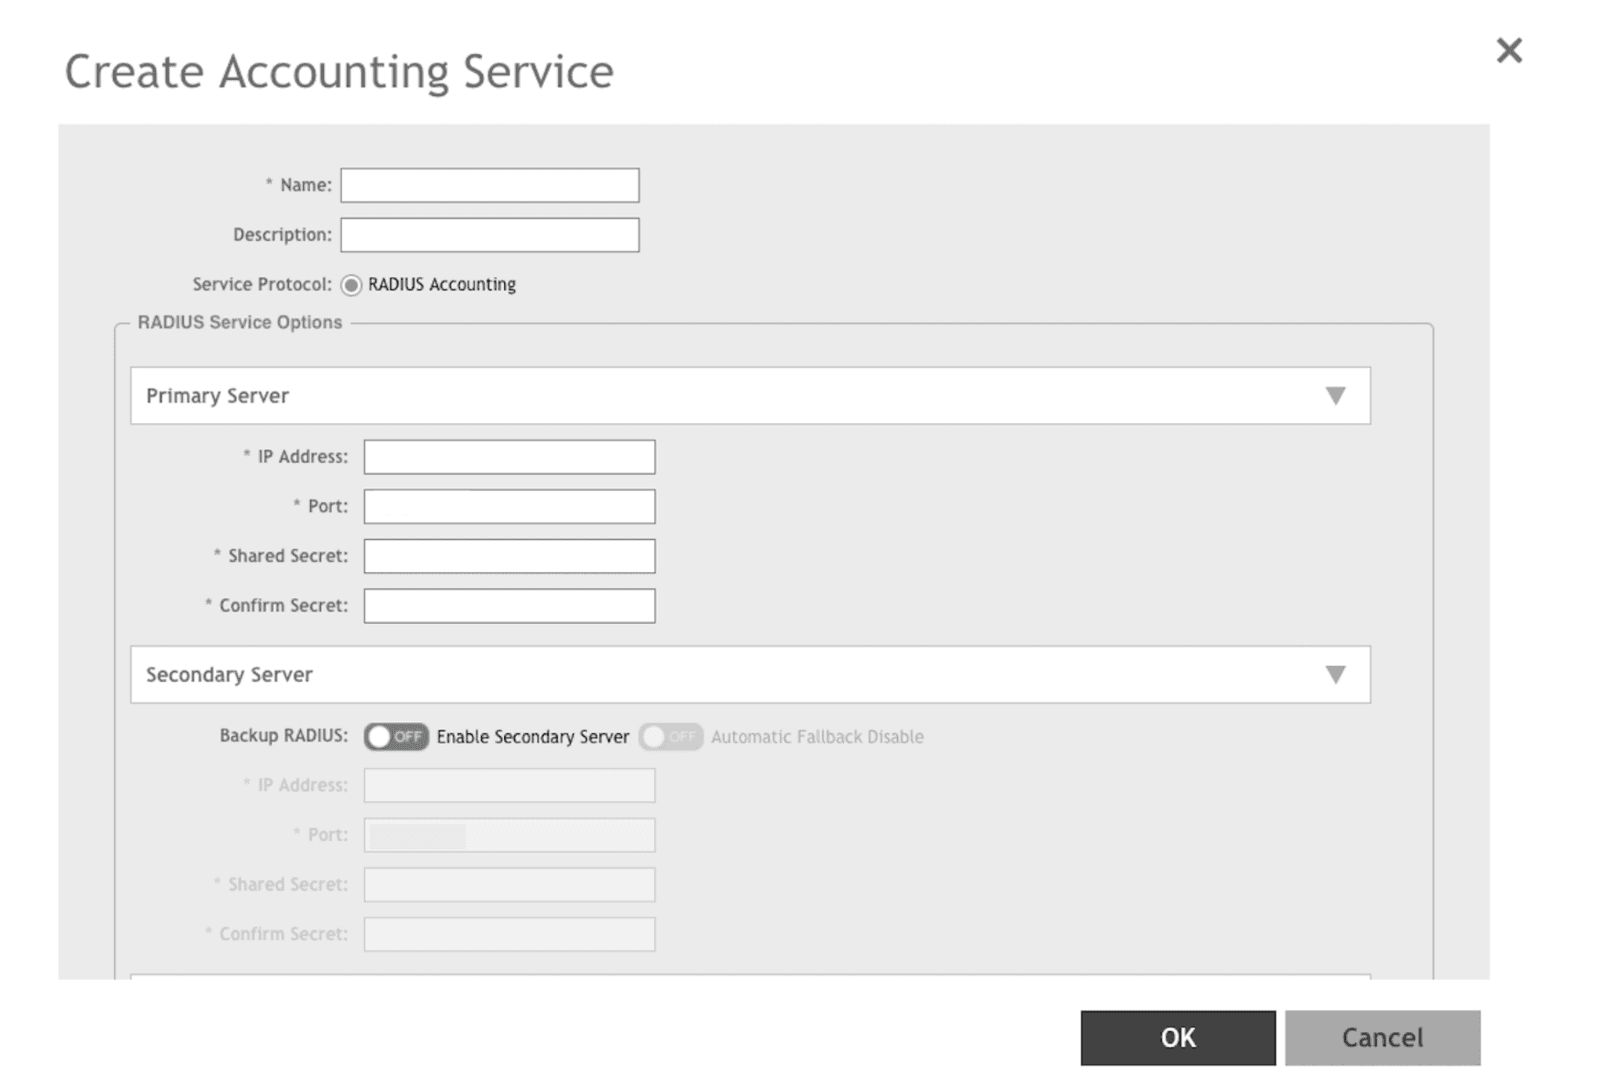 Create Accounting Service
* Name:
Description:
Service Protocol: RADIUS Accounting
RADIUS Service Options
Primary Server
* IP Address:
* Port:
* Shared Secret:
* Confirm Secret:
Secondary Server
Backup RADIUS: OFF Enable Secondary Server OFF Automatic Fallback Disable
* IP Address:
* Port:
* Shared Secret:
* Confirm Secret:
OK Cancel